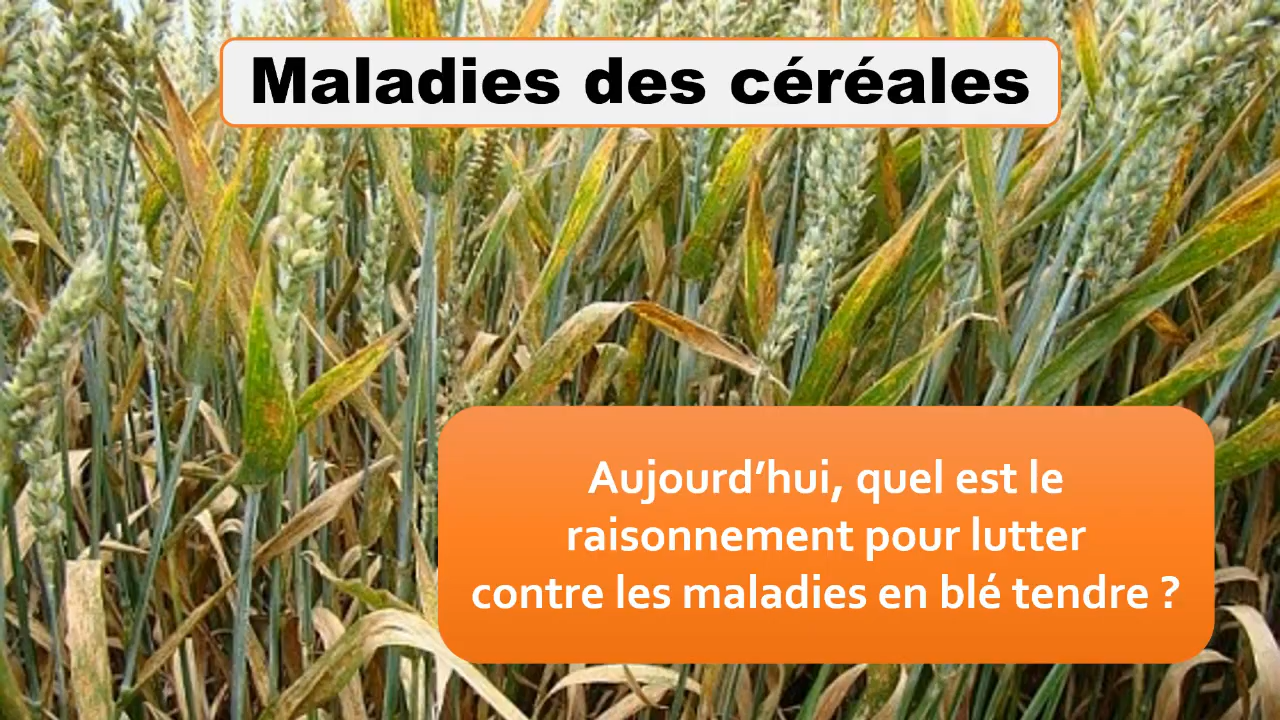 Maladies des céréales
Aujourd’hui, quel est le
raisonnement pour lutter
contre les maladies en blé tendre ?